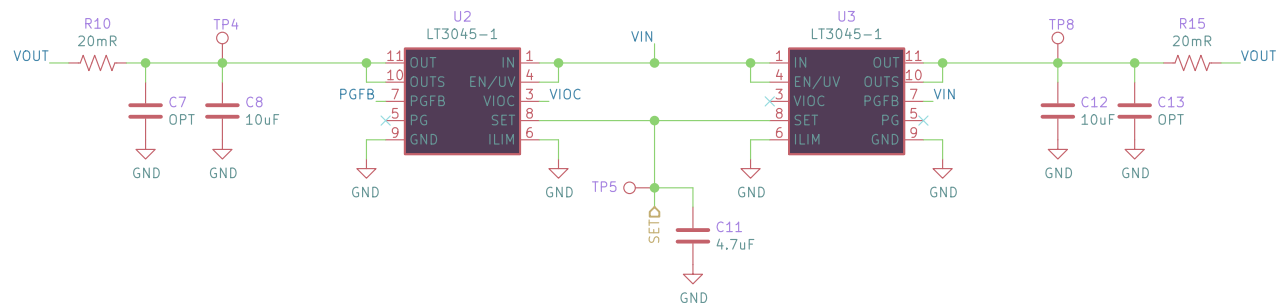 R10
20mR
VOUT
TP4
C7
OPT
GND
C8
10uF
GND
U2
LT3045-1
11 OUT IN 1
10 OUTS EN/UV 4
PGFB 7 PGFB VIOC 3 VIOC
5 PG SET 8
9 GND ILIM 6
GND
GND
VIN
TP5
SET
C11
4.7uF
GND
U3
LT3045-1
1 IN OUT 11
4 EN/UV OUTS 10
3 VIOC PGFB 7 VIN
8 SET PG 5
6 ILIM GND 9
GND
GND
TP8
C12
10uF
GND
C13
OPT
GND
R15
20mR
VOUT